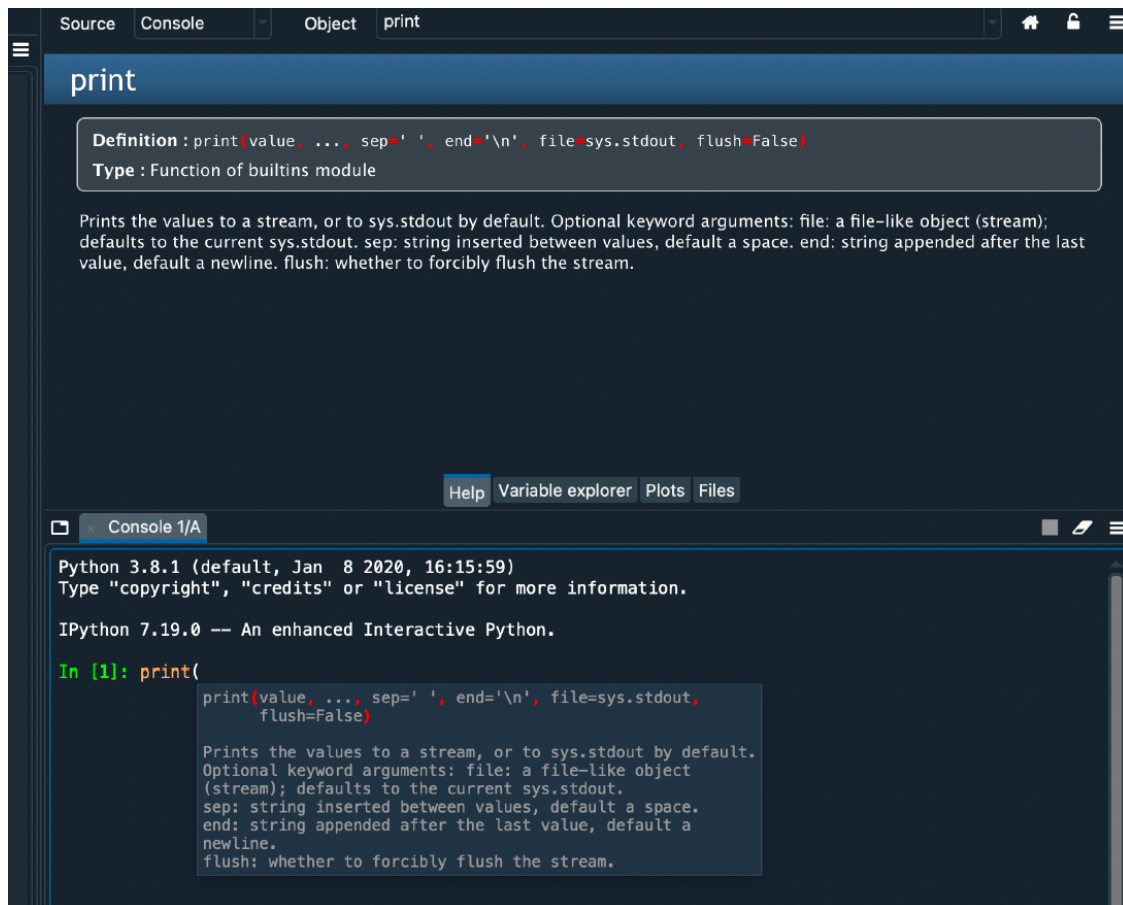 Source Console Object print
print
Definition : print(value, ..., sep=' ', end='\n', file=sys.stdout, flush=False)
Type : Function of builtins module
Prints the values to a stream, or to sys.stdout by default. Optional keyword arguments: file: a file-like object (stream);
defaults to the current sys.stdout. sep: string inserted between values, default a space. end: string appended after the last
value, default a newline. flush: whether to forcibly flush the stream.
Help Variable explorer Plots Files
× Console 1/A
Python 3.8.1 (default, Jan  8 2020, 16:15:59)
Type "copyright", "credits" or "license" for more information.
IPython 7.19.0 -- An enhanced Interactive Python.
In [1]: print(
print(value, ..., sep=' ', end='\n', file=sys.stdout,
flush=False)
Prints the values to a stream, or to sys.stdout by default.
Optional keyword arguments: file: a file-like object
(stream); defaults to the current sys.stdout.
sep: string inserted between values, default a space.
end: string appended after the last value, default a
newline.
flush: whether to forcibly flush the stream.